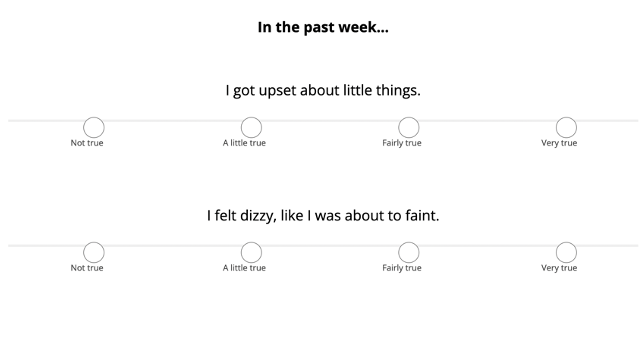 In the past week...
I got upset about little things.
Not true A little true Fairly true Very true
I felt dizzy, like I was about to faint.
Not true A little true Fairly true Very true